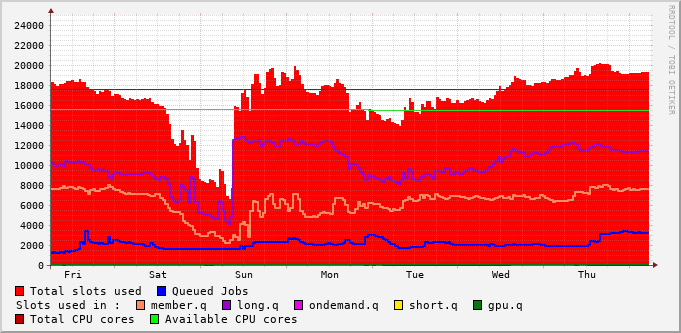 RRDTOOL / TOBI OETIKER
24000
22000
20000
18000
16000
14000
12000
10000
8000
6000
4000
2000
0
Fri Sat Sun Mon Tue Wed Thu
Total slots used Queued Jobs
Slots used in : member.q long.q ondemand.q short.q gpu.q
Total CPU cores Available CPU cores